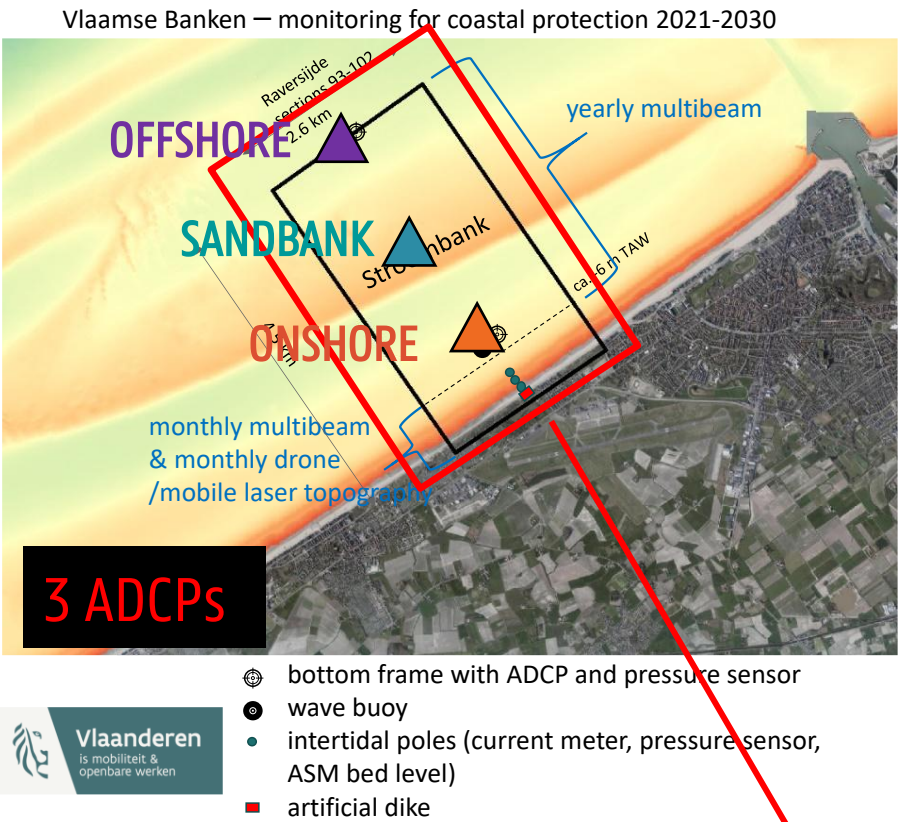 Vlaamse Banken – monitoring for coastal protection 2021-2030
Raversijde
sections 93-102
2.6 km
yearly multibeam
OFFSHORE
SANDBANK
ca. -6 m TAW
ONSHORE
km
monthly multibeam
& monthly drone
/mobile laser topography
3 ADCPs
bottom frame with ADCP and pressure sensor
wave buoy
intertidal poles (current meter, pressure sensor,
ASM bed level)
artificial dike
Vlaanderen
is mobiliteit &
openbare werken